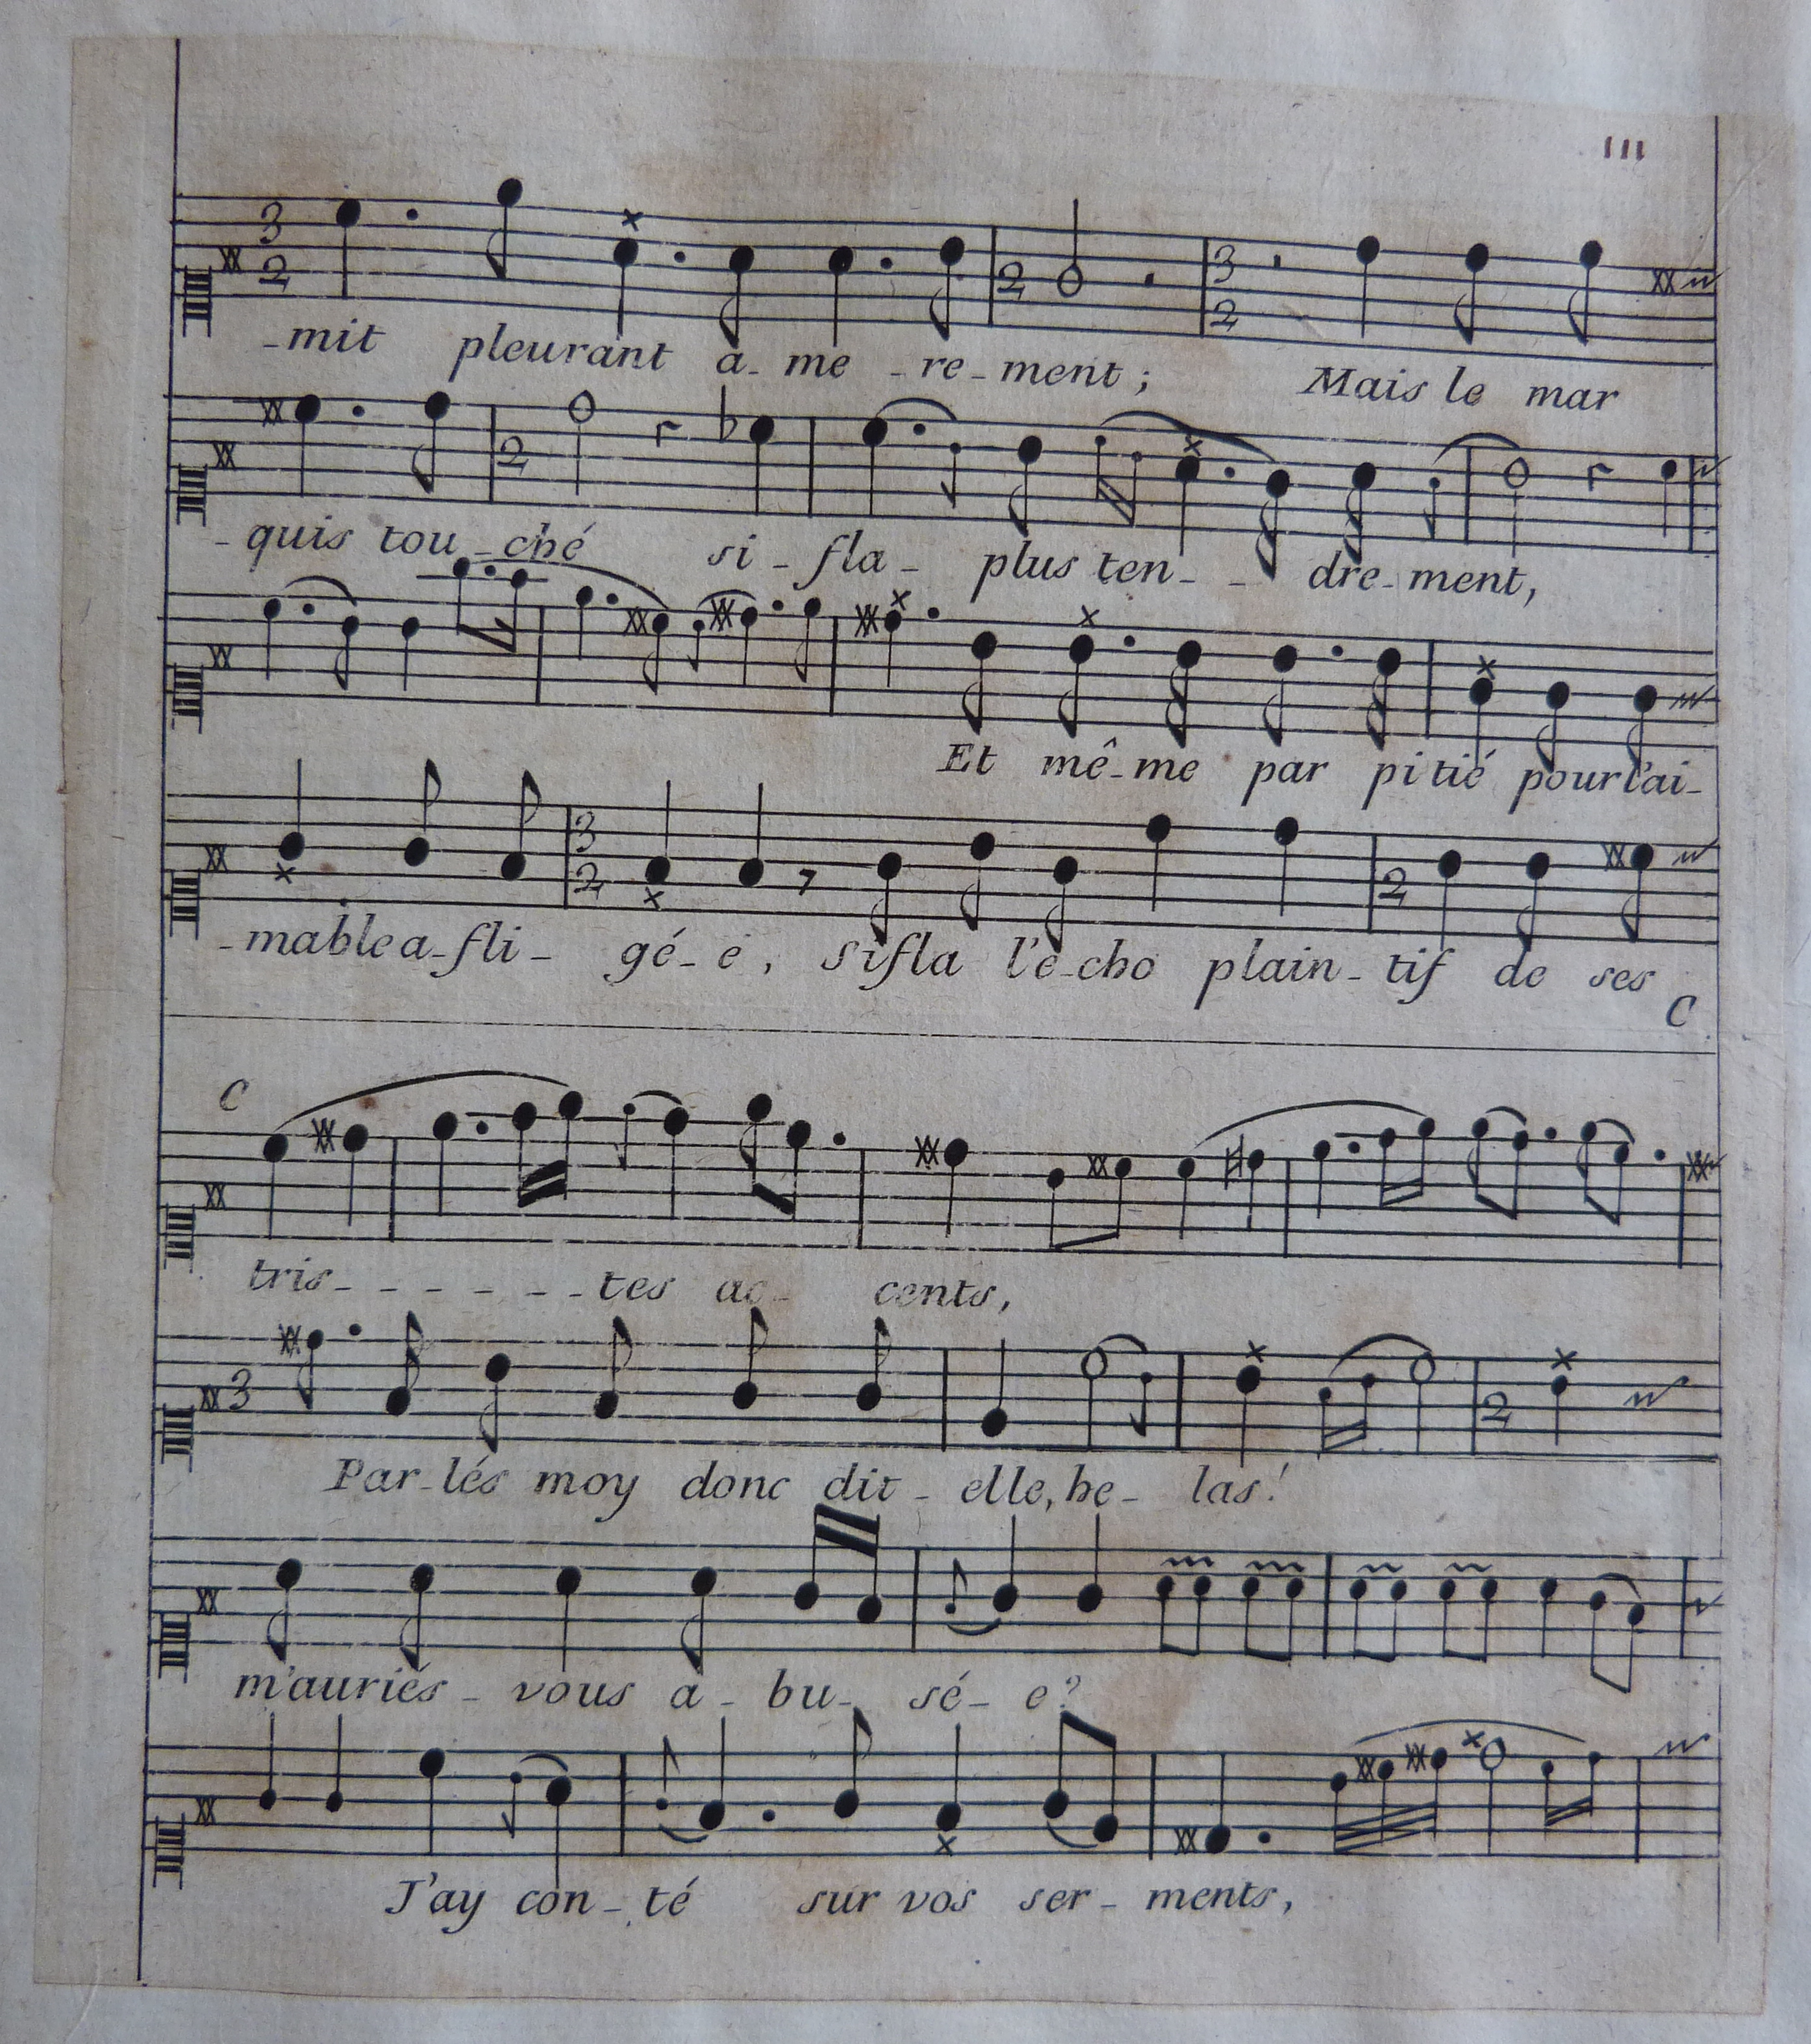 111
-mit pleurant a-me-re-ment; Mais le mar
-quis tou-ché si-fla- plus ten-- dre-ment,
Et mê-me par pitié pour l'ai-
-mable a-fli-gé-e, sifla l'e-cho plain-tif de ses
C
C
tris-------tes ac- cents,
Par-lés moy donc dit-elle, he-las!
m'auriés-vous a-bu-sé-e?
J'ay con-té sur vos ser-ments,